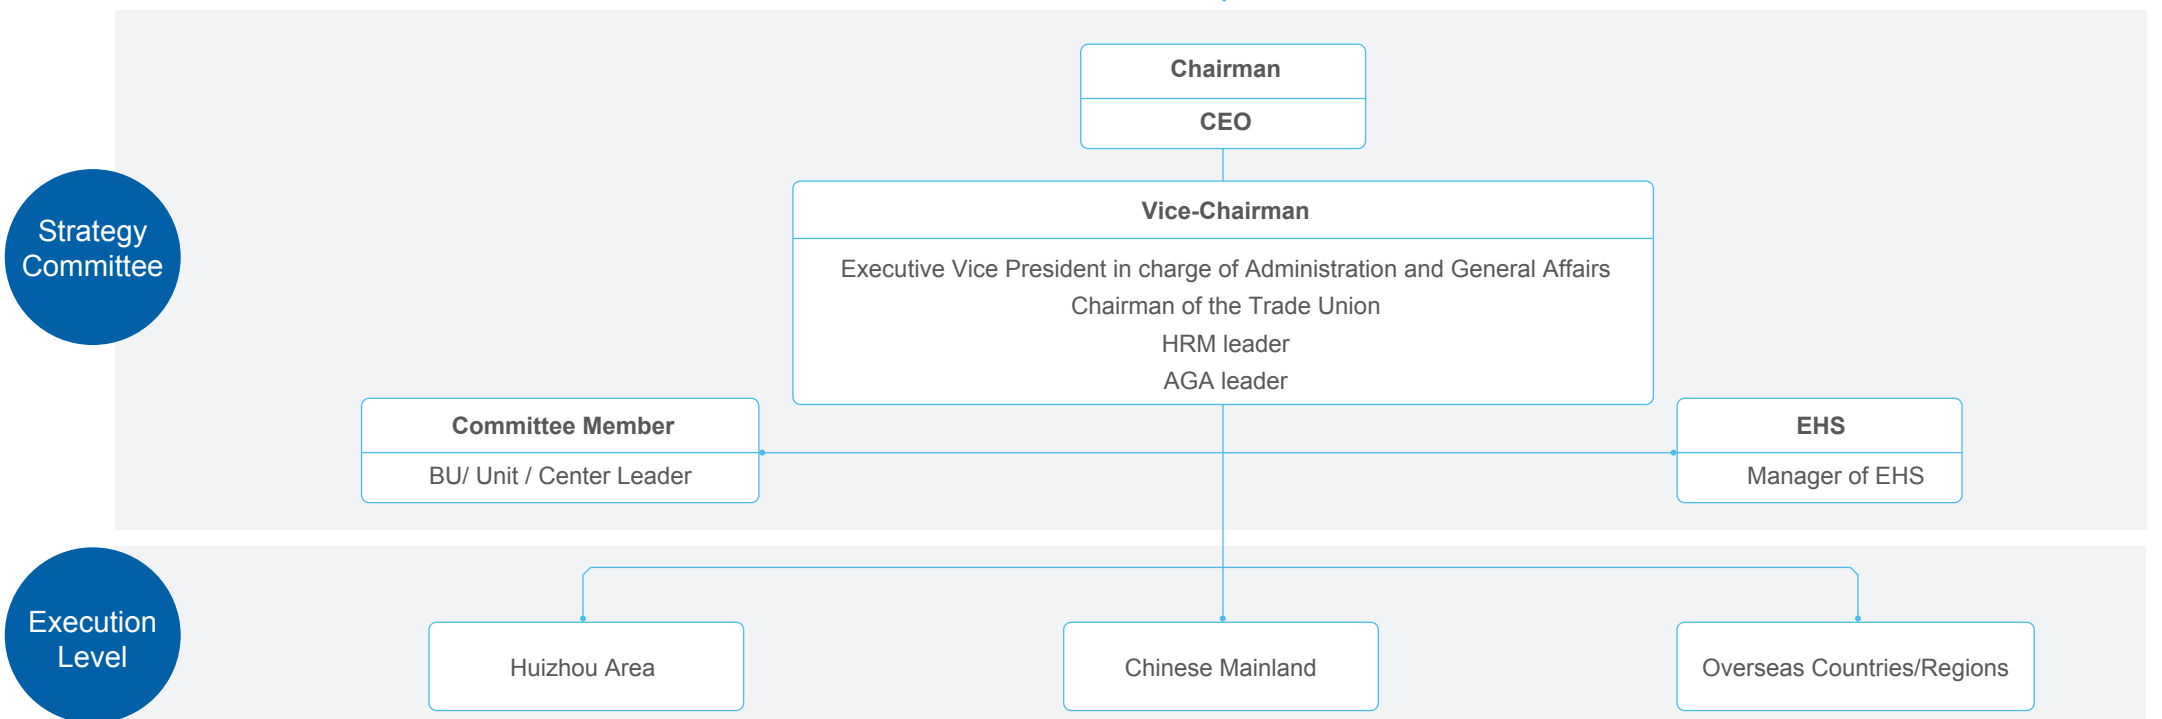 Chairman
CEO
Strategy
Committee
Vice-Chairman
Executive Vice President in charge of Administration and General Affairs
Chairman of the Trade Union
HRM leader
AGA leader
Committee Member
BU/ Unit / Center Leader
EHS
Manager of EHS
Execution
Level
Huizhou Area
Chinese Mainland
Overseas Countries/Regions